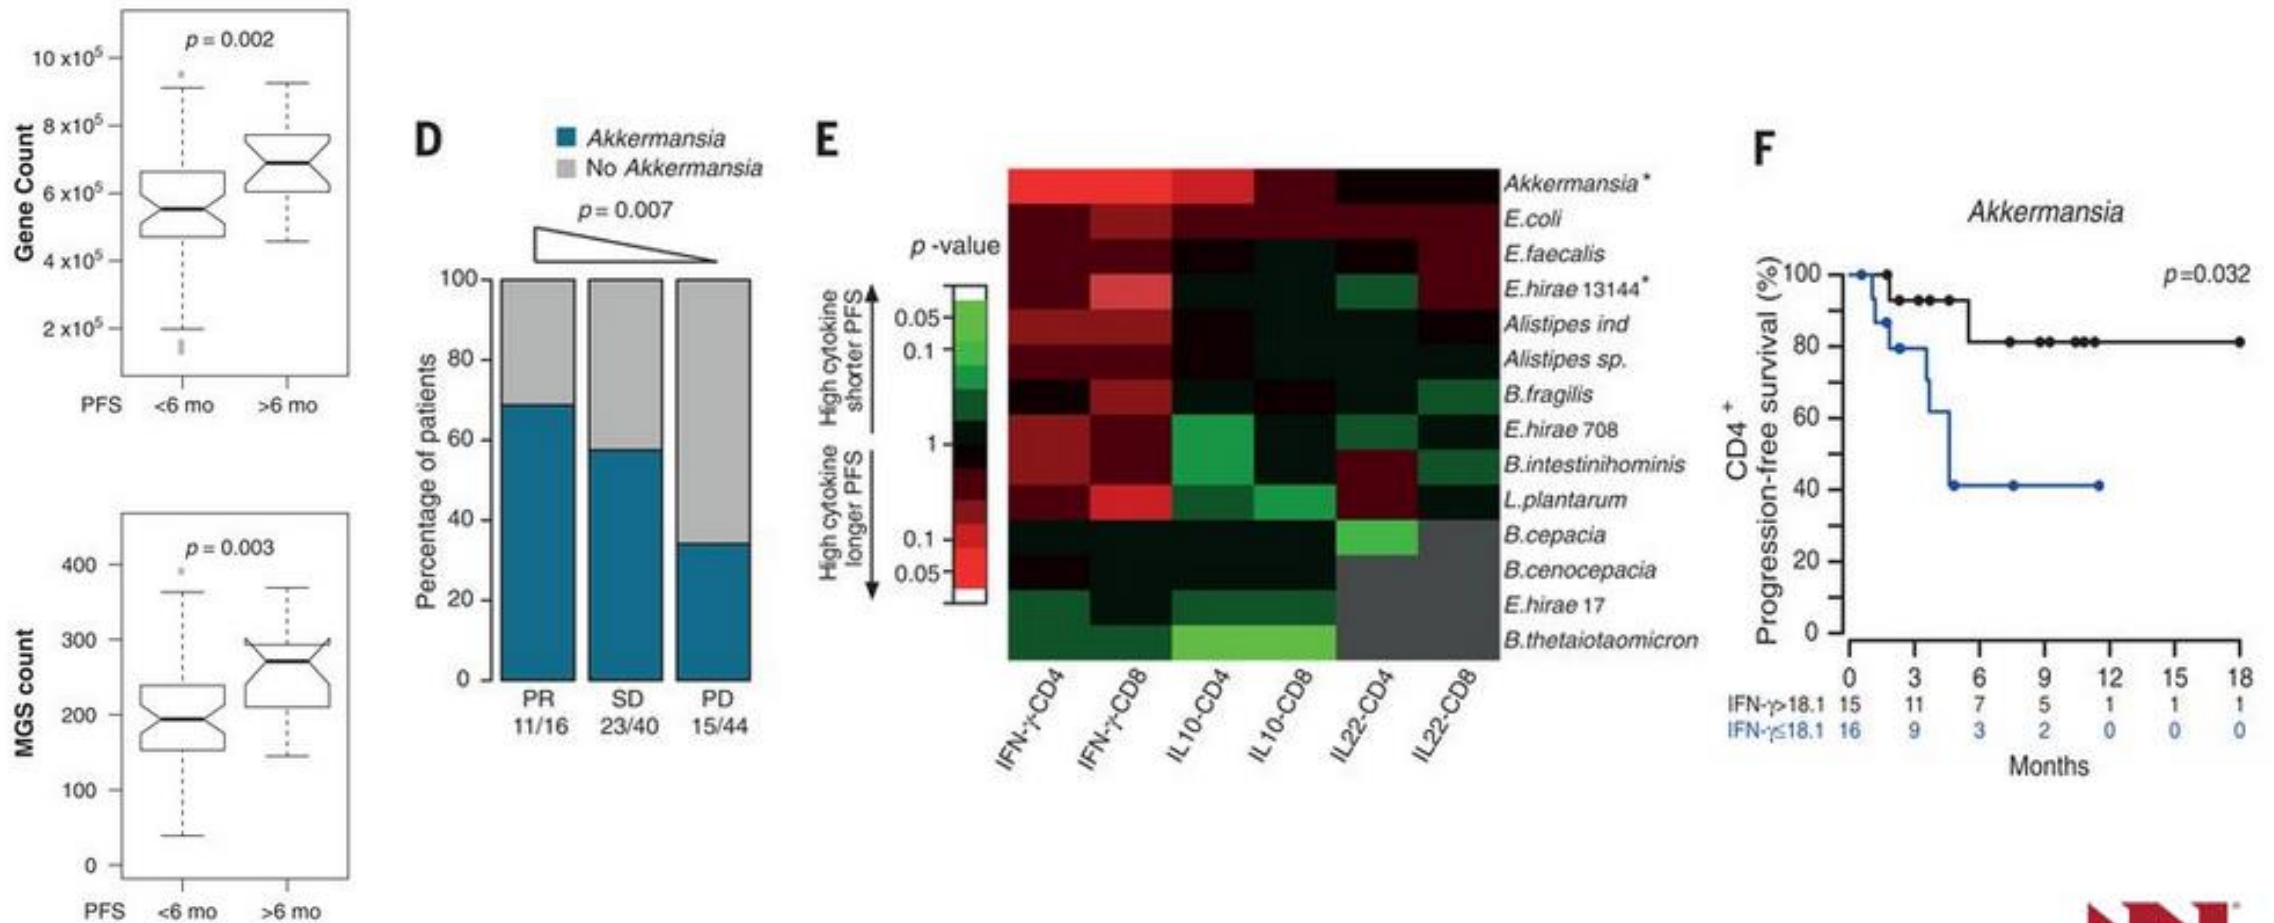 p = 0.002
10 x10⁵
8 x10⁵
6 x10⁵
4 x10⁵
2 x10⁵
Gene Count
PFS <6 mo >6 mo
p = 0.003
400
300
200
100
0
MGS count
PFS <6 mo >6 mo
D
Akkermansia
No Akkermansia
p = 0.007
100
80
60
40
20
0
Percentage of patients
PR SD PD
11/16 23/40 15/44
E
p -value
0.05
0.1
1
0.1
0.05
High cytokine
shorter PFS
High cytokine
longer PFS
Akkermansia*
E.coli
E.faecalis
E.hirae 13144*
Alistipes ind
Alistipes sp.
B.fragilis
E.hirae 708
B.intestinihominis
L.plantarum
B.cepacia
B.cenocepacia
E.hirae 17
B.thetaiotaomicron
IFN-γ-CD4
IFN-γ-CD8
IL10-CD4
IL10-CD8
IL22-CD4
IL22-CD8
F
Akkermansia
p=0.032
CD4⁺
Progression-free survival (%)
100
80
60
40
20
0
0 3 6 9 12 15 18
IFN-γ>18.1 15 11 7 5 1 1 1
IFN-γ≤18.1 16 9 3 2 0 0 0
Months